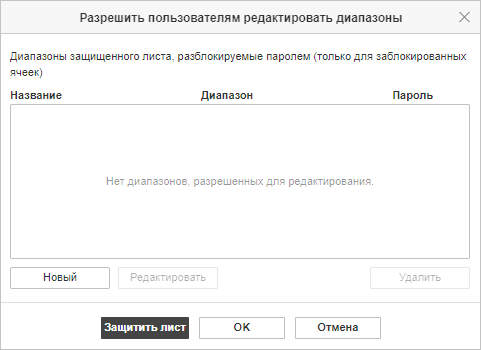 Разрешить пользователям редактировать диапазоны
Диапазоны защищенного листа, разблокируемые паролем (только для заблокированных
ячеек)
Название Диапазон Пароль
Нет диапазонов, разрешенных для редактирования.
Новый Редактировать Удалить
Защитить лист OK Отмена